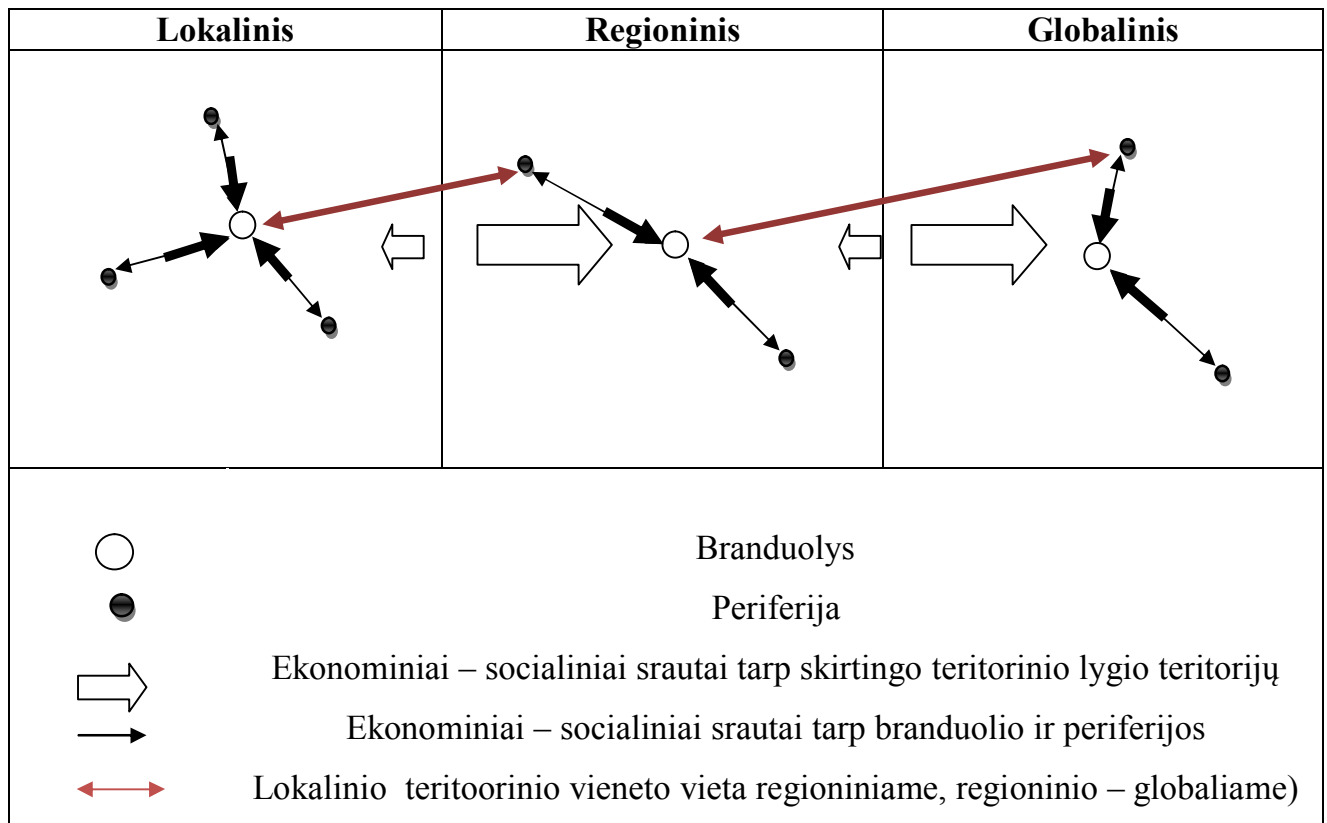 Lokalinis
Regioninis
Globalinis
Branduolys
Periferija
Ekonominiai – socialiniai srautai tarp skirtingo teritorinio lygio teritorijų
Ekonominiai – socialiniai srautai tarp branduolio ir periferijos
Lokalinio teritoorinio vieneto vieta regioniniame, regioninio – globaliame)